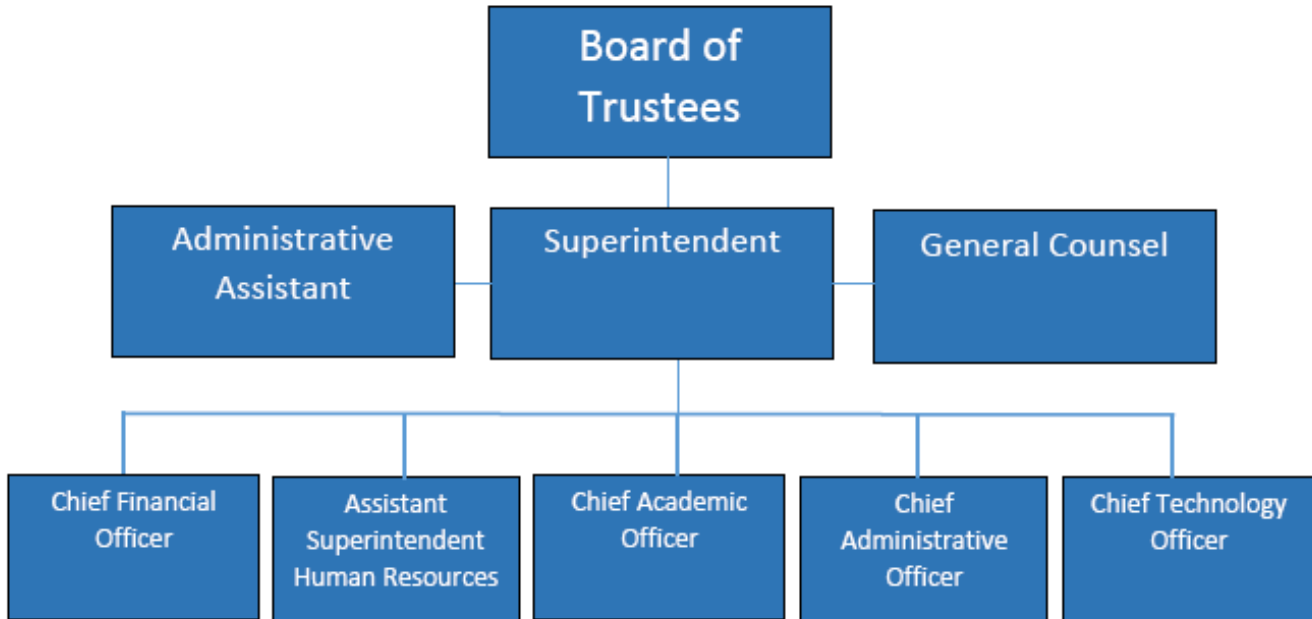 Board of
Trustees
Administrative
Assistant
Superintendent
General Counsel
Chief Financial
Officer
Assistant
Superintendent
Human Resources
Chief Academic
Officer
Chief
Administrative
Officer
Chief Technology
Officer